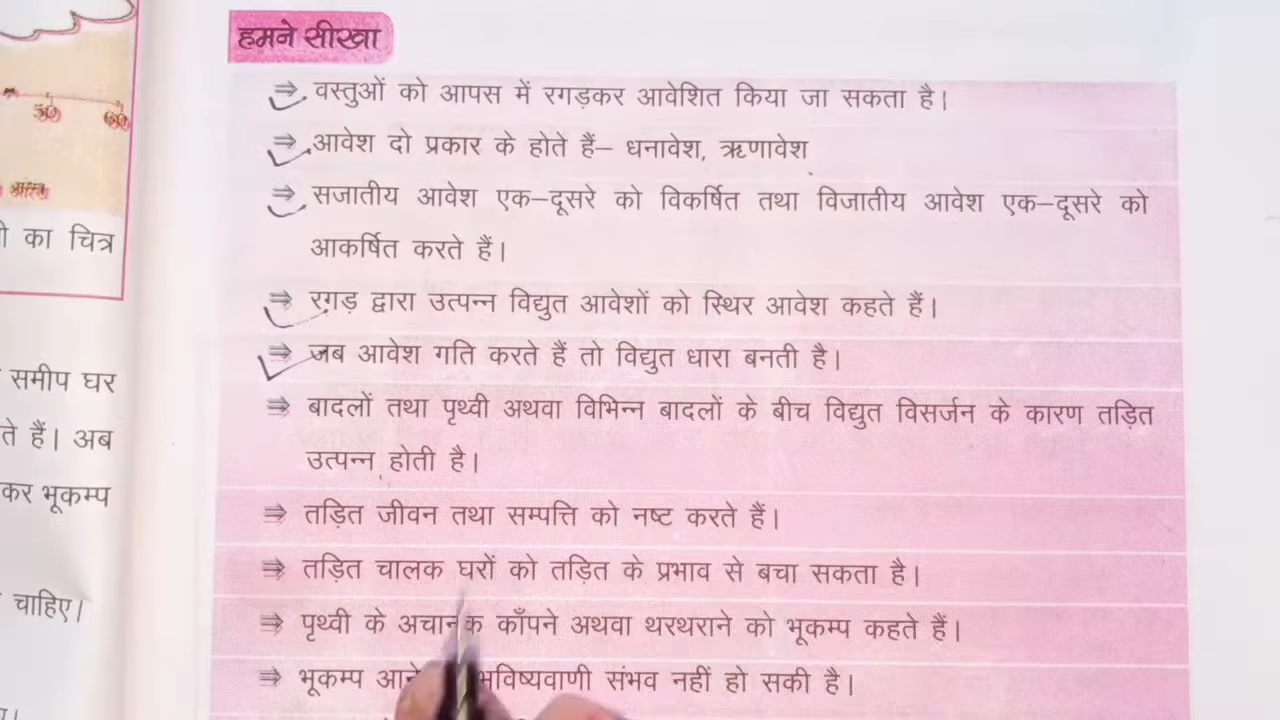 हमने सीखा
⇒ वस्तुओं को आपस में रगड़कर आवेशित किया जा सकता है।
⇒ आवेश दो प्रकार के होते हैं– धनावेश, ऋणावेश
⇒ सजातीय आवेश एक–दूसरे को विकर्षित तथा विजातीय आवेश एक–दूसरे को
आकर्षित करते हैं।
⇒ रगड़ द्वारा उत्पन्न विद्युत आवेशों को स्थिर आवेश कहते हैं।
⇒ जब आवेश गति करते हैं तो विद्युत धारा बनती है।
⇒ बादलों तथा पृथ्वी अथवा विभिन्न बादलों के बीच विद्युत विसर्जन के कारण तड़ित
उत्पन्न होती है।
⇒ तड़ित जीवन तथा सम्पत्ति को नष्ट करते हैं।
⇒ तड़ित चालक घरों को तड़ित के प्रभाव से बचा सकता है।
⇒ पृथ्वी के अचानक काँपने अथवा थरथराने को भूकम्प कहते हैं।
⇒ भूकम्प भविष्यवाणी संभव नहीं हो सकी है।
50 60
का चित्र
समीप घर
ते हैं। अब
कर भूकम्प
चाहिए।